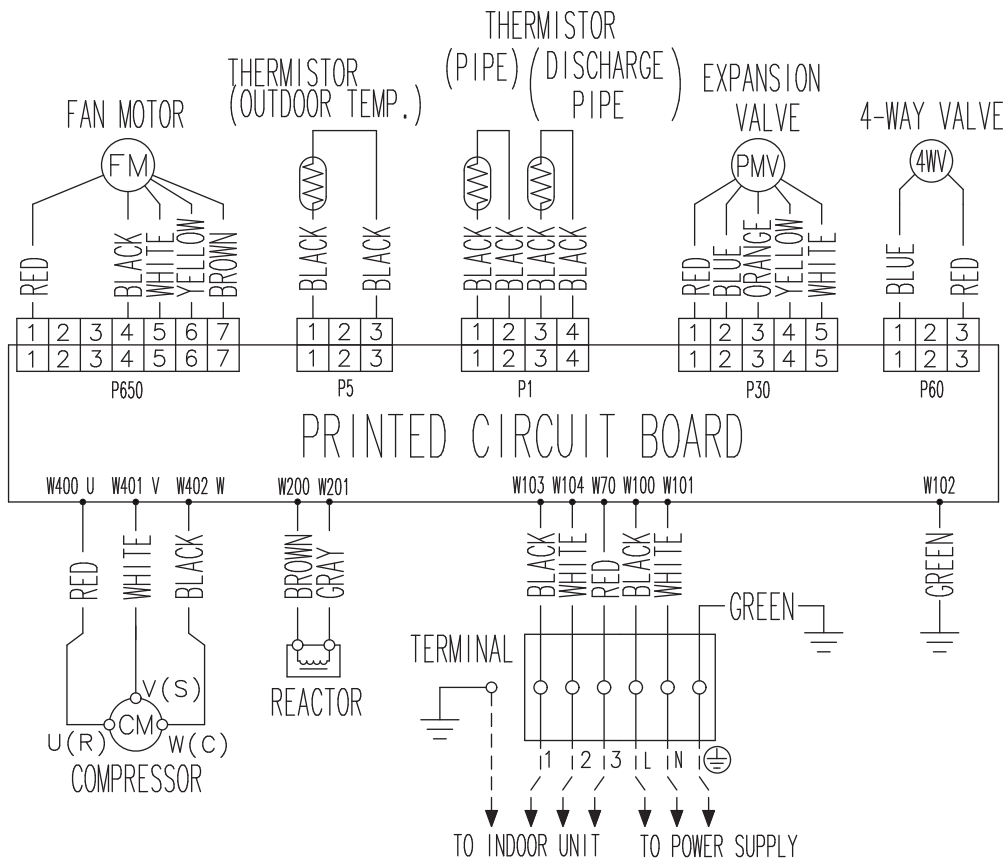 THERMISTOR
(PIPE) (DISCHARGE PIPE)
THERMISTOR
(OUTDOOR TEMP.)
EXPANSION
VALVE
FAN MOTOR
4-WAY VALVE
FM
PMV
4WV
RED BLACK WHITE YELLOW BROWN
BLACK BLACK
BLACK BLACK BLACK BLACK
RED BLUE ORANGE YELLOW WHITE
BLUE RED
1 2 3 4 5 6 7
1 2 3 4 5 6 7
P650
1 2 3
1 2 3
P5
1 2 3 4
1 2 3 4
P1
1 2 3 4 5
1 2 3 4 5
P30
1 2 3
1 2 3
P60
PRINTED CIRCUIT BOARD
W400 U W401 V W402 W W200 W201 W103 W104 W70 W100 W101 W102
RED WHITE BLACK
BROWN GRAY
BLACK WHITE RED BLACK WHITE
GREEN
GREEN
TERMINAL
V(S)
CM
U(R) W(C)
COMPRESSOR
REACTOR
1 2 3 L N
TO INDOOR UNIT
TO POWER SUPPLY